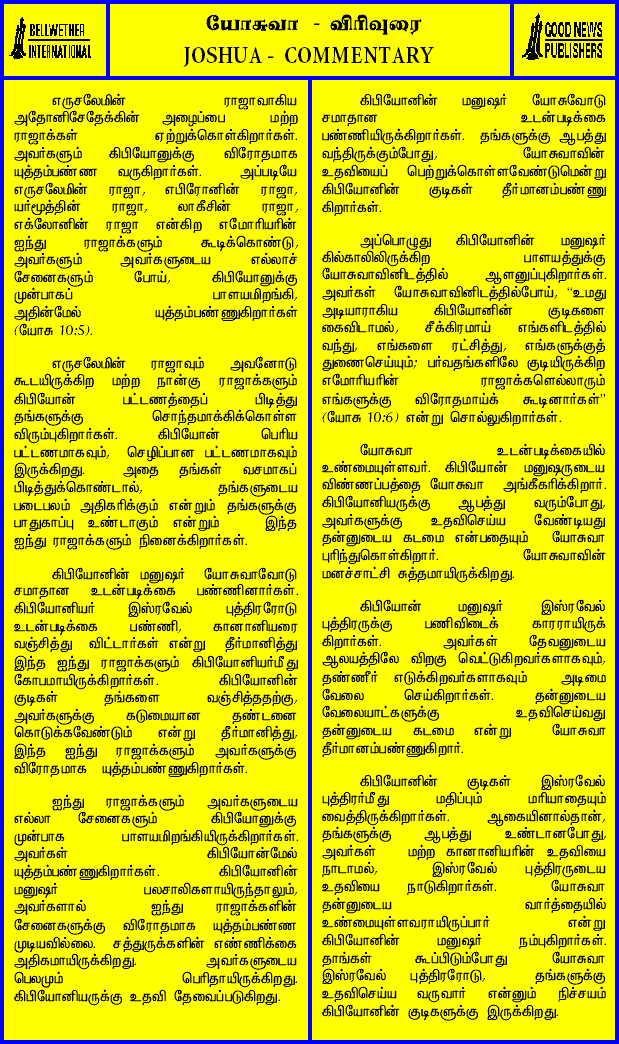 BELLWETHER
INTERNATIONAL
யோசுவா - விரிவுரை
JOSHUA - COMMENTARY
GOOD NEWS
PUBLISHERS
எருசலேமின் ராஜாவாகிய
அதோனிசேதேக்கின் அழைப்பை மற்ற
ராஜாக்கள் ஏற்றுக்கொள்கிறார்கள்.
அவர்களும் கிபியோனுக்கு விரோதமாக
யுத்தம்பண்ண வருகிறார்கள். அப்படியே
எருசலேமின் ராஜா, எபிரோனின் ராஜா,
யர்மூத்தின் ராஜா, லாகீசின் ராஜா,
எக்லோனின் ராஜா என்கிற எமோரியரின்
ஐந்து ராஜாக்களும் கூடிக்கொண்டு,
அவர்களும் அவர்களுடைய எல்லாச்
சேனைகளும் போய், கிபியோனுக்கு
முன்பாகப் பாளயமிறங்கி,
அதின்மேல் யுத்தம்பண்ணுகிறார்கள்
(யோசு 10:5).
எருசலேமின் ராஜாவும் அவனோடு
கூடயிருக்கிற மற்ற நான்கு ராஜாக்களும்
கிபியோன் பட்டணத்தைப் பிடித்து
தங்களுக்கு சொந்தமாக்கிக்கொள்ள
விரும்புகிறார்கள். கிபியோன் பெரிய
பட்டணமாகவும், செழிப்பான பட்டணமாகவும்
இருக்கிறது. அதை தங்கள் வசமாகப்
பிடித்துக்கொண்டால், தங்களுடைய
படைபலம் அதிகரிக்கும் என்றும் தங்களுக்கு
பாதுகாப்பு உண்டாகும் என்றும் இந்த
ஐந்து ராஜாக்களும் நினைக்கிறார்கள்.
கிபியோனின் மனுஷர் யோசுவாவோடு
சமாதான உடன்படிக்கை பண்ணினார்கள்.
கிபியோனியர் இஸ்ரவேல் புத்திரரோடு
உடன்படிக்கை பண்ணி, கானானியரை
வஞ்சித்து விட்டார்கள் என்று தீர்மானித்து
இந்த ஐந்து ராஜாக்களும் கிபியோனியர்மீது
கோபமாயிருக்கிறார்கள். கிபியோனின்
குடிகள் தங்களை வஞ்சித்ததற்கு,
அவர்களுக்கு கடுமையான தண்டனை
கொடுக்கவேண்டும் என்று தீர்மானித்து,
இந்த ஐந்து ராஜாக்களும் அவர்களுக்கு
விரோதமாக யுத்தம்பண்ணுகிறார்கள்.
ஐந்து ராஜாக்களும் அவர்களுடைய
எல்லா சேனைகளும் கிபியோனுக்கு
முன்பாக பாளயமிறங்கியிருக்கிறார்கள்.
அவர்கள் கிபியோன்மேல்
யுத்தம்பண்ணுகிறார்கள். கிபியோனின்
மனுஷர் பலசாலிகளாயிருந்தாலும்,
அவர்களால் ஐந்து ராஜாக்களின்
சேனைகளுக்கு விரோதமாக யுத்தம்பண்ண
முடியவில்லை. சத்துருக்களின் எண்ணிக்கை
அதிகமாயிருக்கிறது. அவர்களுடைய
பெலமும் பெரிதாயிருக்கிறது.
கிபியோனியருக்கு உதவி தேவைப்படுகிறது.
கிபியோனின் மனுஷர் யோசுவோடு
சமாதான உடன்படிக்கை
பண்ணியிருக்கிறார்கள். தங்களுக்கு ஆபத்து
வந்திருக்கும்போது, யோசுவாவின்
உதவியைப் பெற்றுக்கொள்ளவேண்டுமென்று
கிபியோனின் குடிகள் தீர்மானம்பண்ணு
கிறார்கள்.
அப்பொழுது கிபியோனின் மனுஷர்
கில்காலிலிருக்கிற பாளயத்துக்கு
யோசுவாவினிடத்தில் ஆளனுப்புகிறார்கள்.
அவர்கள் யோசுவாவினிடத்தில்போய், “உமது
அடியாராகிய கிபியோனின் குடிகளை
கைவிடாமல், சீக்கிரமாய் எங்களிடத்தில்
வந்து, எங்களை ரட்சித்து, எங்களுக்குத்
துணைசெய்யும்; பர்வதங்களிலே குடியிருக்கிற
எமோரியரின் ராஜாக்களெல்லாரும்
எங்களுக்கு விரோதமாய்க் கூடினார்கள்”
(யோசு 10:6) என்று சொல்லுகிறார்கள்.
யோசுவா உடன்படிக்கையில்
உண்மையுள்ளவர். கிபியோன் மனுஷருடைய
விண்ணப்பத்தை யோசுவா அங்கீகரிக்கிறார்.
கிபியோனியருக்கு ஆபத்து வரும்போது,
அவர்களுக்கு உதவிசெய்ய வேண்டியது
தன்னுடைய கடமை என்பதையும் யோசுவா
புரிந்துகொள்கிறார். யோசுவாவின்
மனச்சாட்சி சுத்தமாயிருக்கிறது.
கிபியோன் மனுஷர் இஸ்ரவேல்
புத்திரருக்கு பணிவிடைக் காரராயிருக்
கிறார்கள். அவர்கள் தேவனுடைய
ஆலயத்திலே விறகு வெட்டுகிறவர்களாகவும்,
தண்ணீர் எடுக்கிறவர்களாகவும் அடிமை
வேலை செய்கிறார்கள். தன்னுடைய
வேலையாட்களுக்கு உதவிசெய்வது
தன்னுடைய கடமை என்று யோசுவா
தீர்மானம்பண்ணுகிறார்.
கிபியோனின் குடிகள் இஸ்ரவேல்
புத்திரர்மீது மதிப்பும் மரியாதையும்
வைத்திருக்கிறார்கள். ஆகையினால்தான்,
தங்களுக்கு ஆபத்து உண்டானபோது,
அவர்கள் மற்ற கானானியரின் உதவியை
நாடாமல், இஸ்ரவேல் புத்திரருடைய
உதவியை நாடுகிறார்கள். யோசுவா
தன்னுடைய வார்த்தையில்
உண்மையுள்ளவராயிருப்பார் என்று
கிபியோனின் மனுஷர் நம்புகிறார்கள்.
தாங்கள் கூப்பிடும்போது யோசுவா
இஸ்ரவேல் புத்திரரோடு, தங்களுக்கு
உதவிசெய்ய வருவார் என்னும் நிச்சயம்
கிபியோனின் குடிகளுக்கு இருக்கிறது.